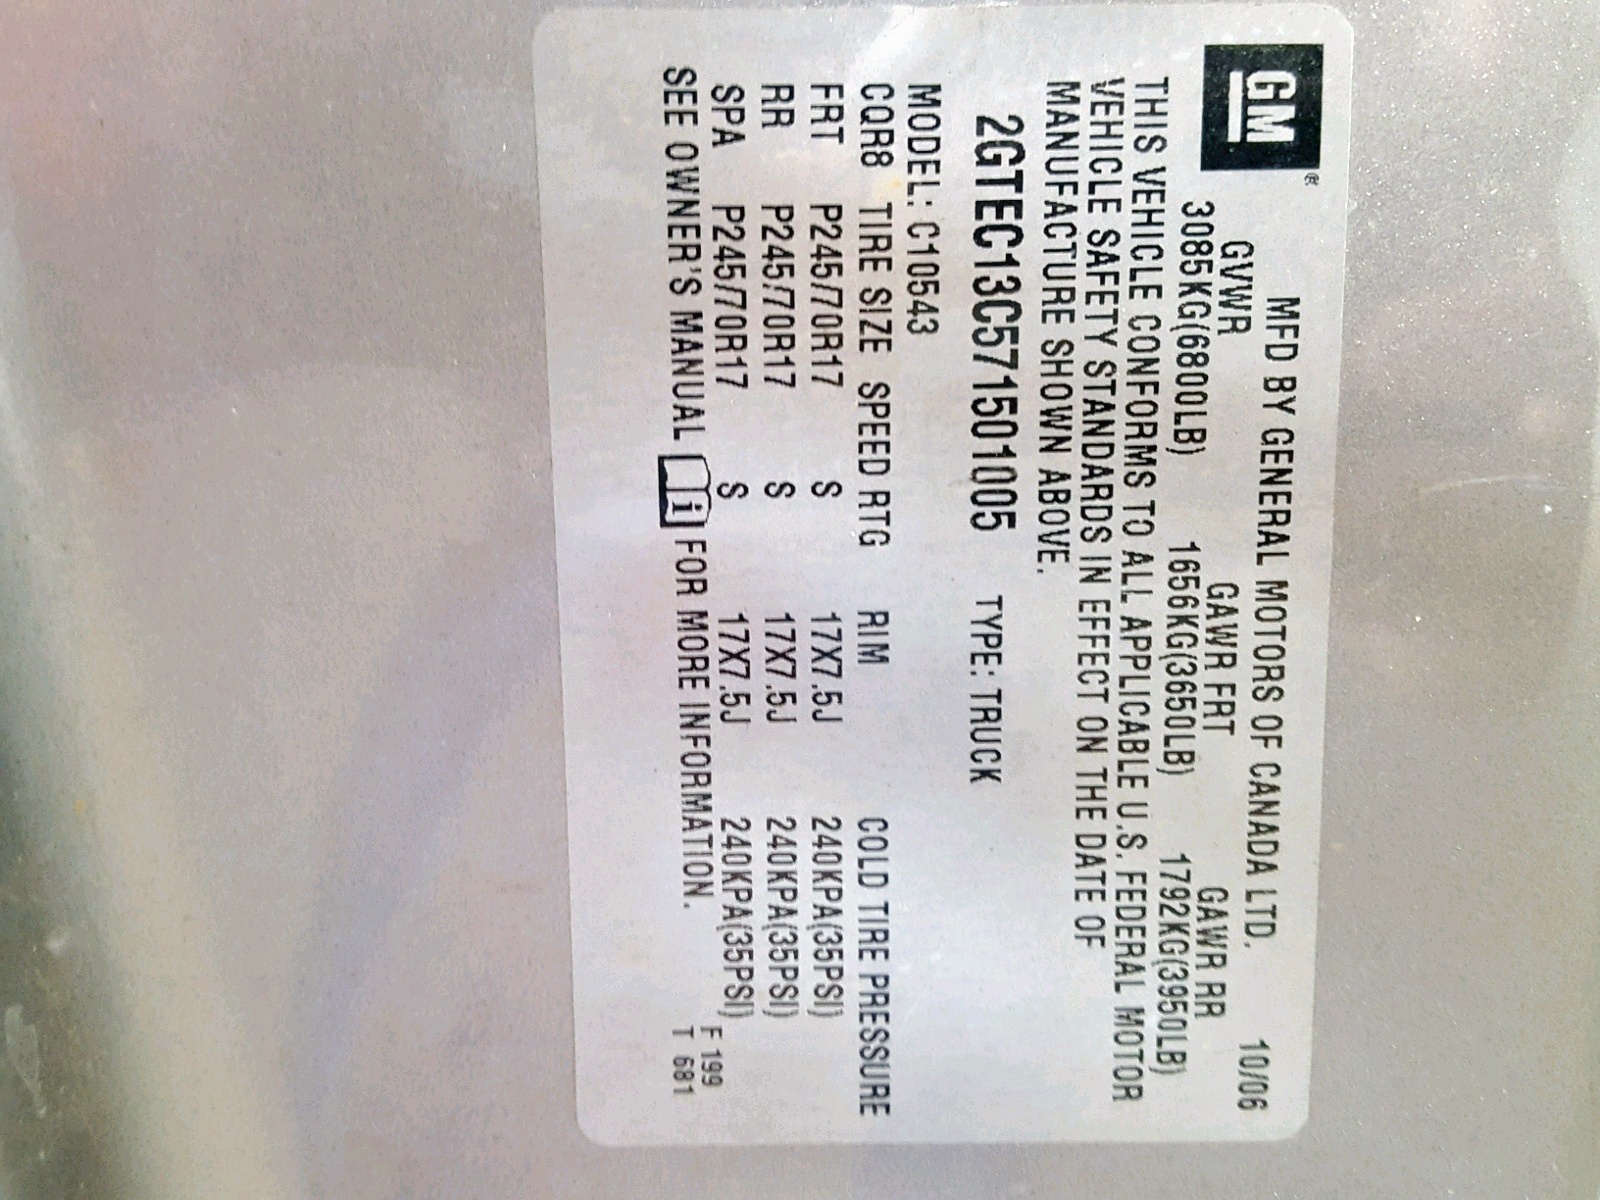 GM ®
MFD BY GENERAL MOTORS OF CANADA LTD. 10/06
GVWR GAWR FRT GAWR RR
3085KG(6800LB) 1656KG(3650LB) 1792KG(3950LB)
THIS VEHICLE CONFORMS TO ALL APPLICABLE U.S. FEDERAL MOTOR
VEHICLE SAFETY STANDARDS IN EFFECT ON THE DATE OF
MANUFACTURE SHOWN ABOVE.
2GTEC13C571501005 TYPE: TRUCK
MODEL: C10543
CQR8 TIRE SIZE SPEED RTG RIM COLD TIRE PRESSURE
FRT P245/70R17 S 17X7.5J 240KPA(35PSI)
RR P245/70R17 S 17X7.5J 240KPA(35PSI)
SPA P245/70R17 S 17X7.5J 240KPA(35PSI)
SEE OWNER'S MANUAL i FOR MORE INFORMATION.
F 199
T 681